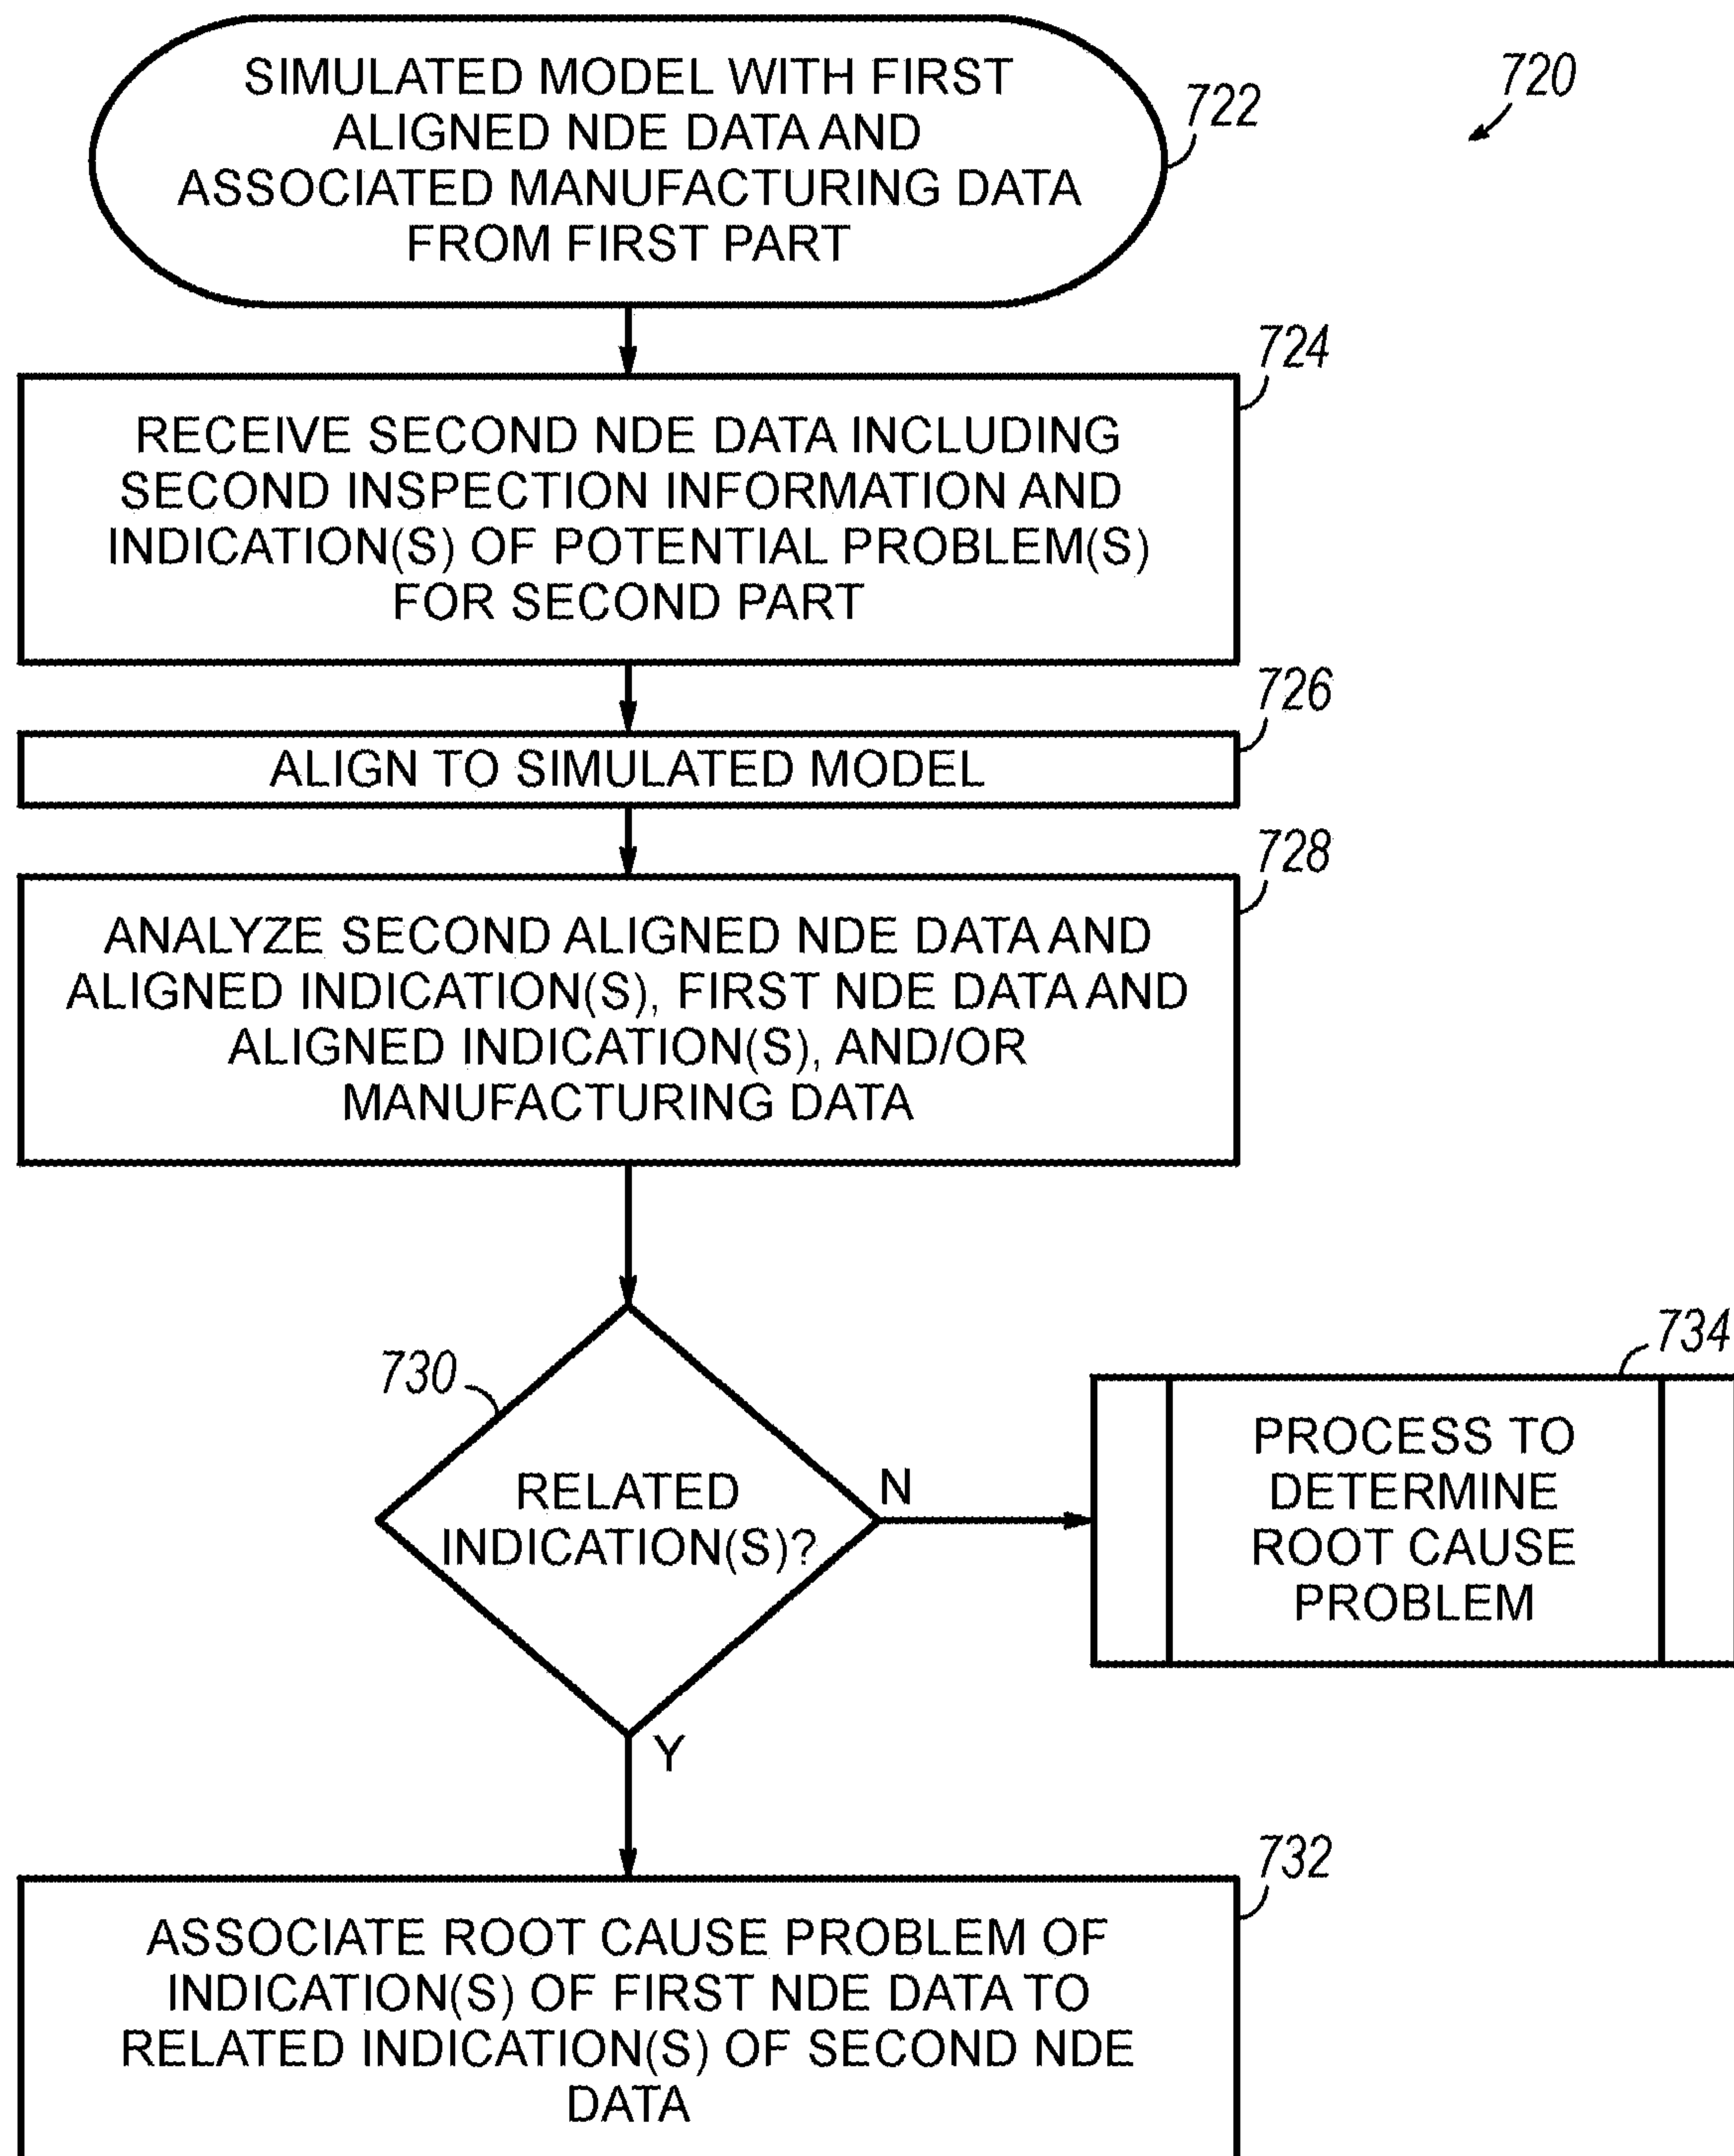 SIMULATED MODEL WITH FIRST
ALIGNED NDE DATA AND
ASSOCIATED MANUFACTURING DATA
FROM FIRST PART
722
720
724
RECEIVE SECOND NDE DATA INCLUDING
SECOND INSPECTION INFORMATION AND
INDICATION(S) OF POTENTIAL PROBLEM(S)
FOR SECOND PART
726
ALIGN TO SIMULATED MODEL
728
ANALYZE SECOND ALIGNED NDE DATA AND
ALIGNED INDICATION(S), FIRST NDE DATA AND
ALIGNED INDICATION(S), AND/OR
MANUFACTURING DATA
730
RELATED
INDICATION(S)?
N
Y
734
PROCESS TO
DETERMINE
ROOT CAUSE
PROBLEM
732
ASSOCIATE ROOT CAUSE PROBLEM OF
INDICATION(S) OF FIRST NDE DATA TO
RELATED INDICATION(S) OF SECOND NDE
DATA